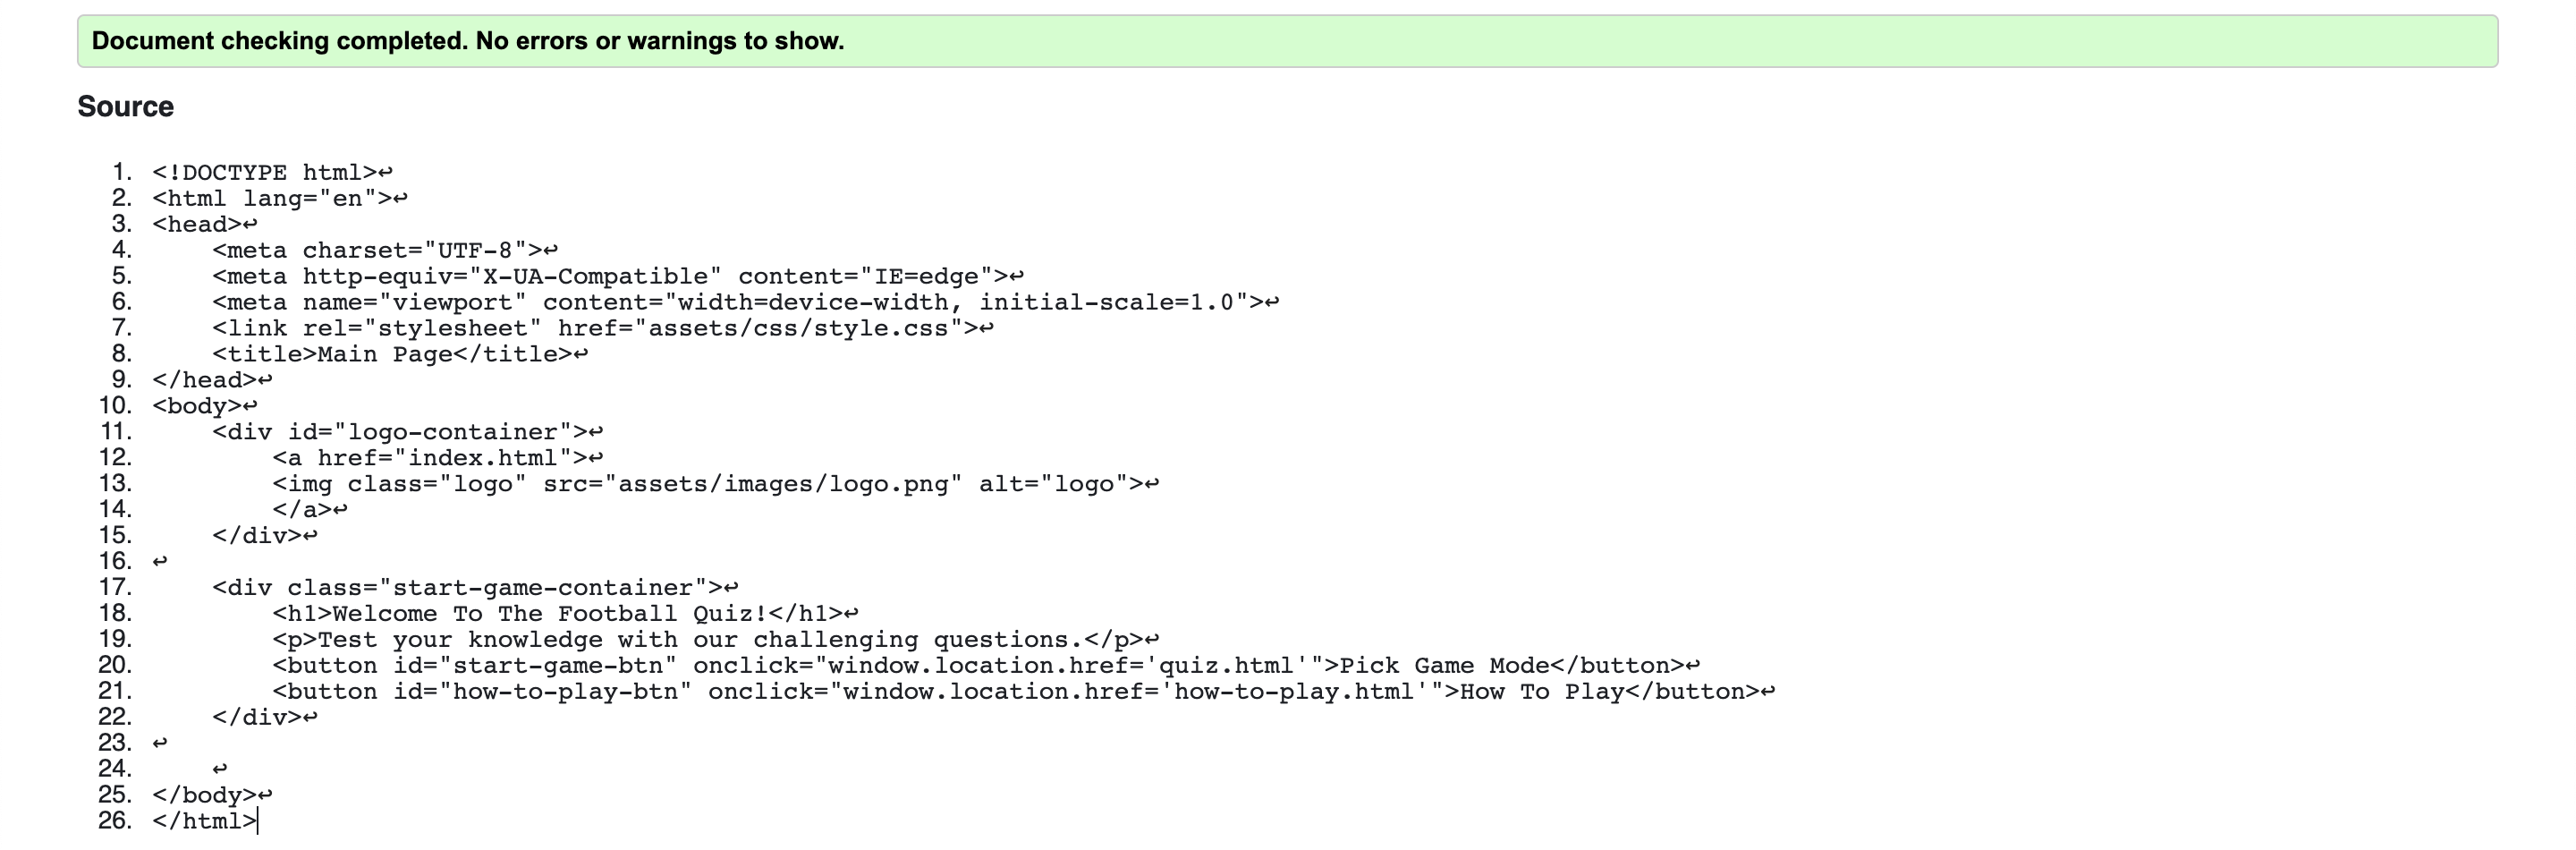 Document checking completed. No errors or warnings to show.
Source
1. <!DOCTYPE html>↩
2. <html lang="en">↩
3. <head>↩
4.     <meta charset="UTF-8">↩
5.     <meta http-equiv="X-UA-Compatible" content="IE=edge">↩
6.     <meta name="viewport" content="width=device-width, initial-scale=1.0">↩
7.     <link rel="stylesheet" href="assets/css/style.css">↩
8.     <title>Main Page</title>↩
9. </head>↩
10. <body>↩
11.     <div id="logo-container">↩
12.         <a href="index.html">↩
13.         <img class="logo" src="assets/images/logo.png" alt="logo">↩
14.         </a>↩
15.     </div>↩
16. ↩
17.     <div class="start-game-container">↩
18.         <h1>Welcome To The Football Quiz!</h1>↩
19.         <p>Test your knowledge with our challenging questions.</p>↩
20.         <button id="start-game-btn" onclick="window.location.href='quiz.html'">Pick Game Mode</button>↩
21.         <button id="how-to-play-btn" onclick="window.location.href='how-to-play.html'">How To Play</button>↩
22.     </div>↩
23. ↩
24.     ↩
25. </body>↩
26. </html>